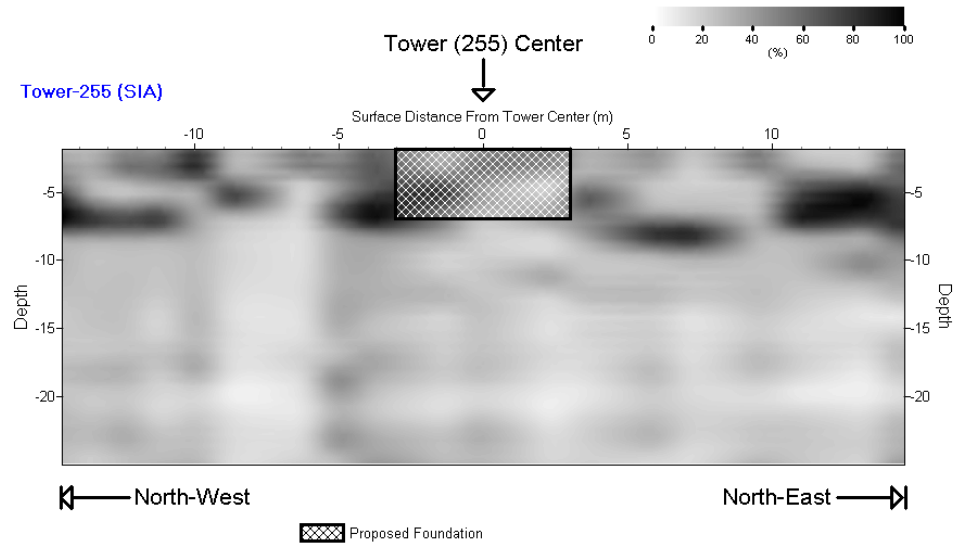 0 20 40 60 80 100
(%)
Tower (255) Center
Tower-255 (SIA)
Surface Distance From Tower Center (m)
-10 -5 0 5 10
-5 -5
-10 -10
Depth Depth
-15 -15
-20 -20
North-West North-East
Proposed Foundation